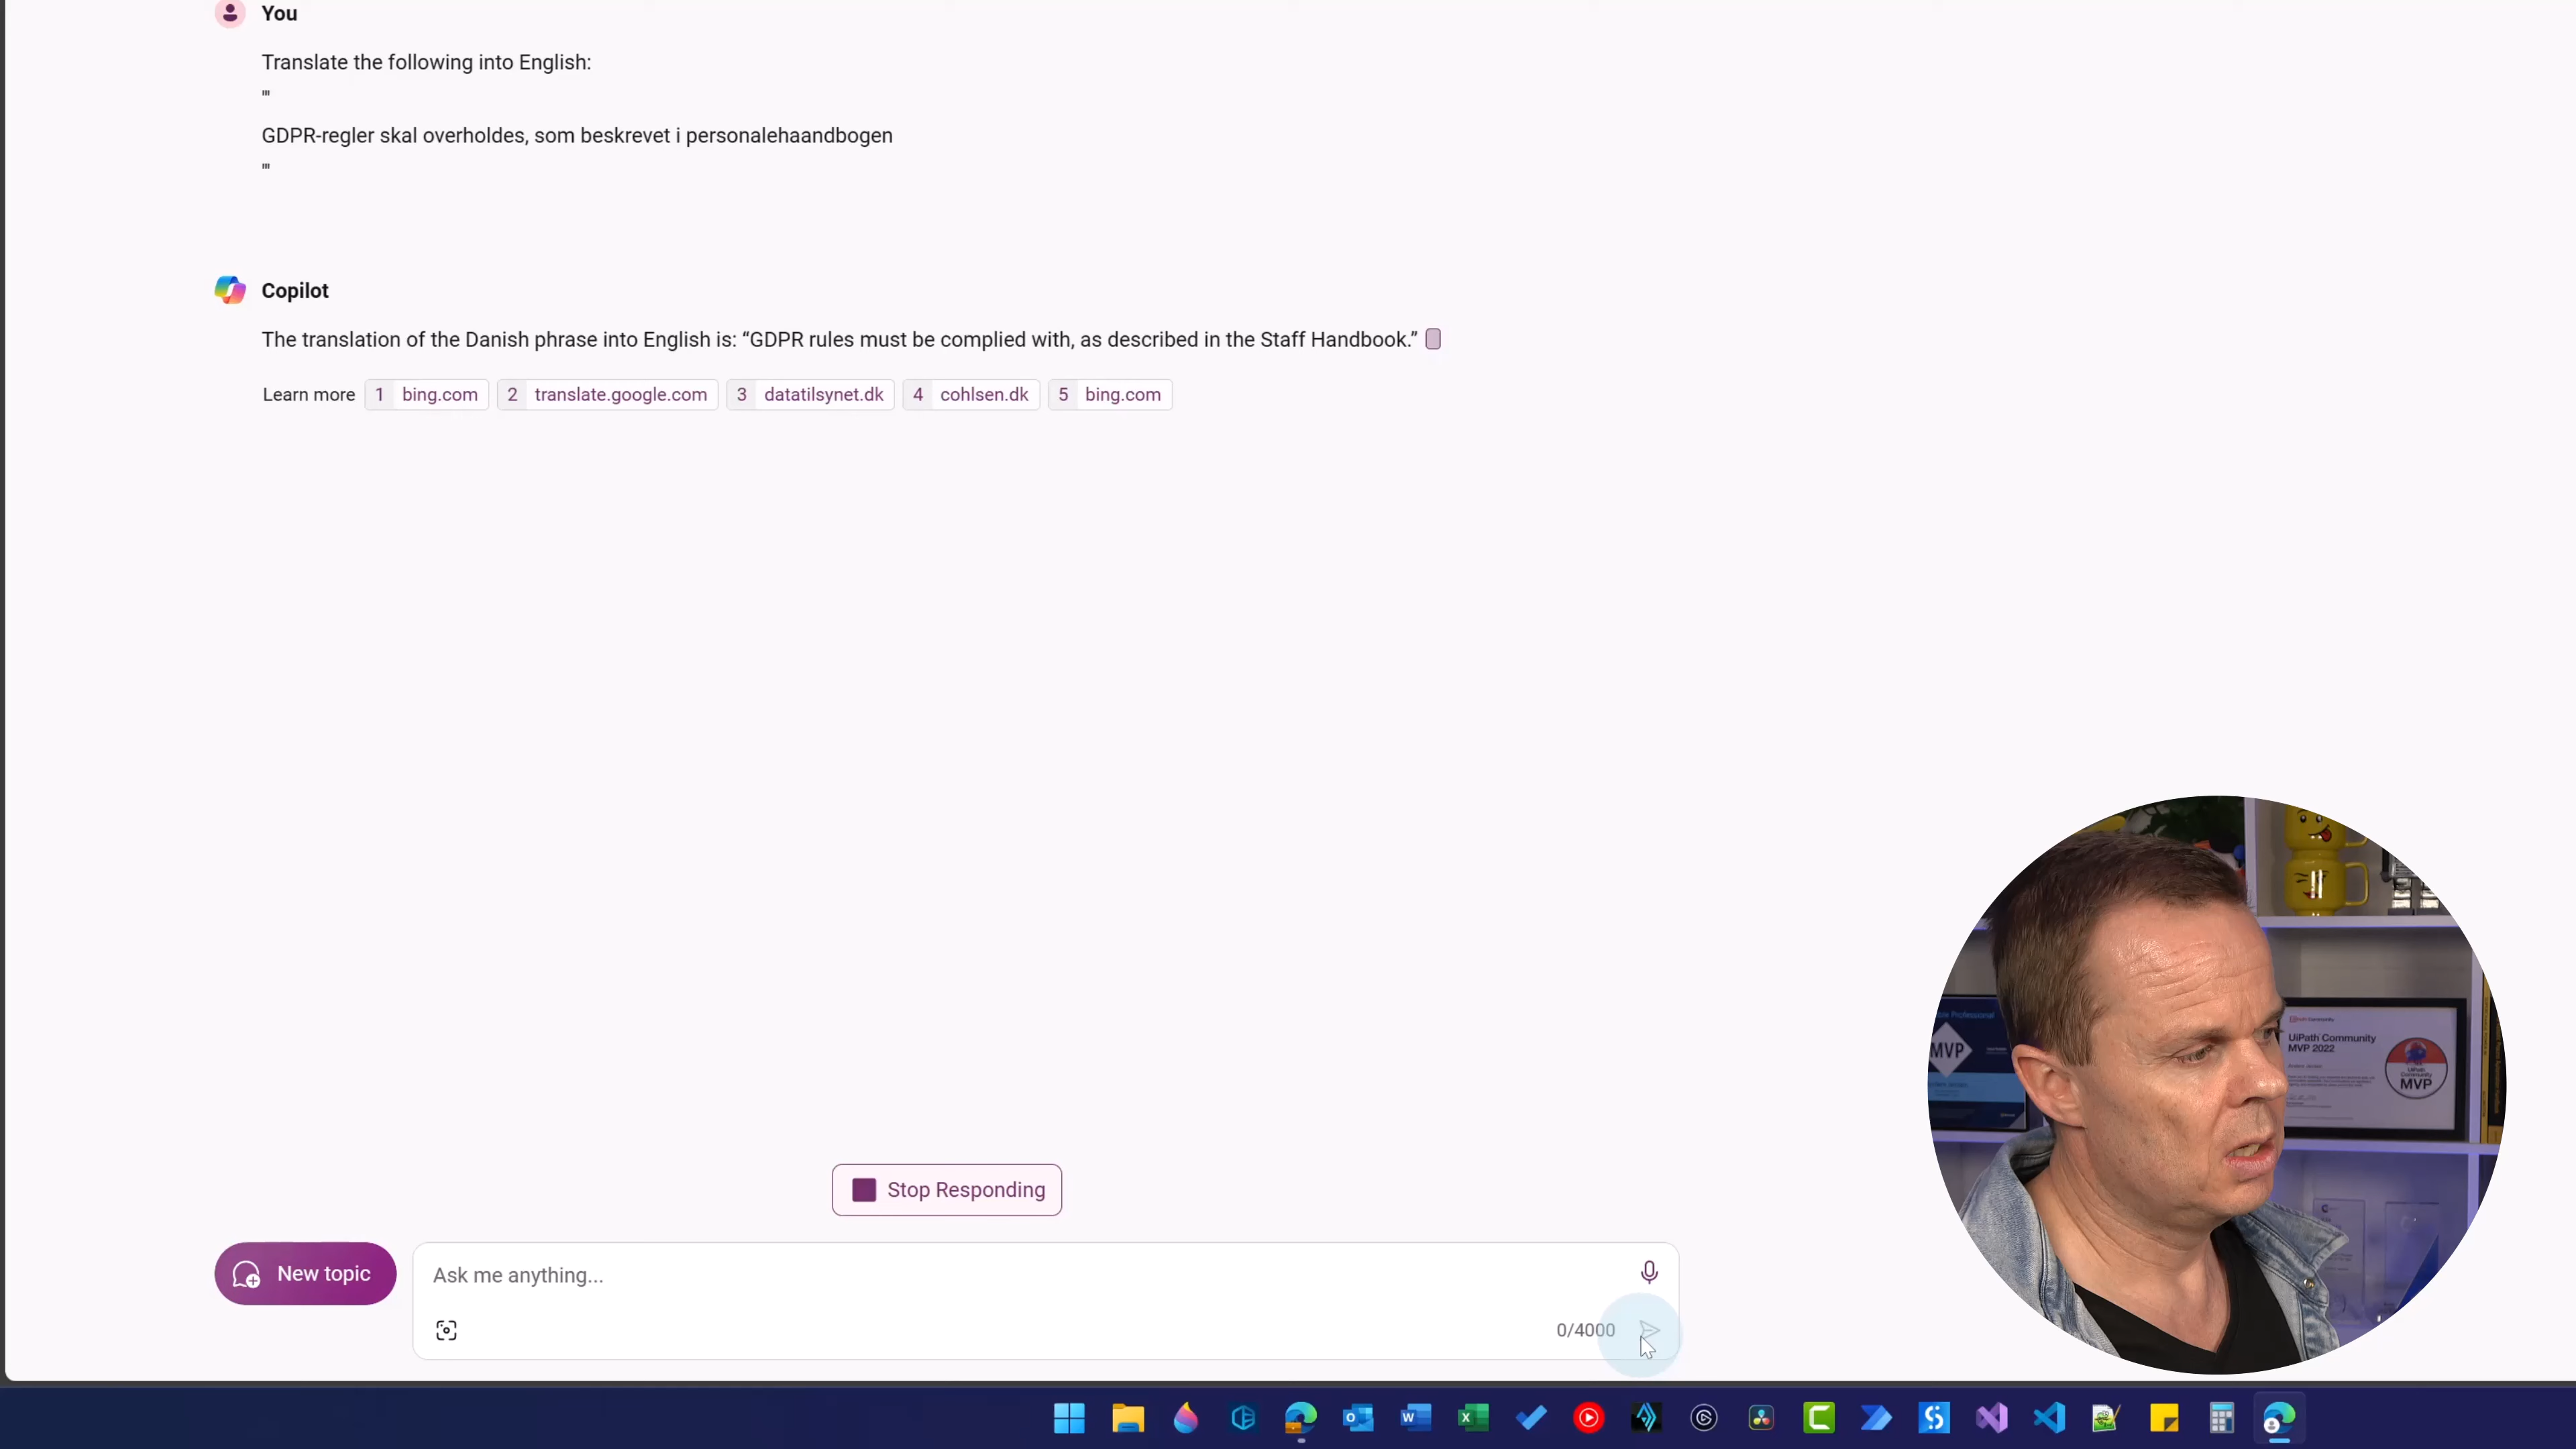 You
Translate the following into English:
'''
GDPR-regler skal overholdes, som beskrevet i personalehaandbogen
'''
Copilot
The translation of the Danish phrase into English is: “GDPR rules must be complied with, as described in the Staff Handbook.”
Learn more 1 bing.com 2 translate.google.com 3 datatilsynet.dk 4 cohlsen.dk 5 bing.com
Stop Responding
New topic
Ask me anything...
0/4000
MVP
UiPath Community
MVP 2022
MVP